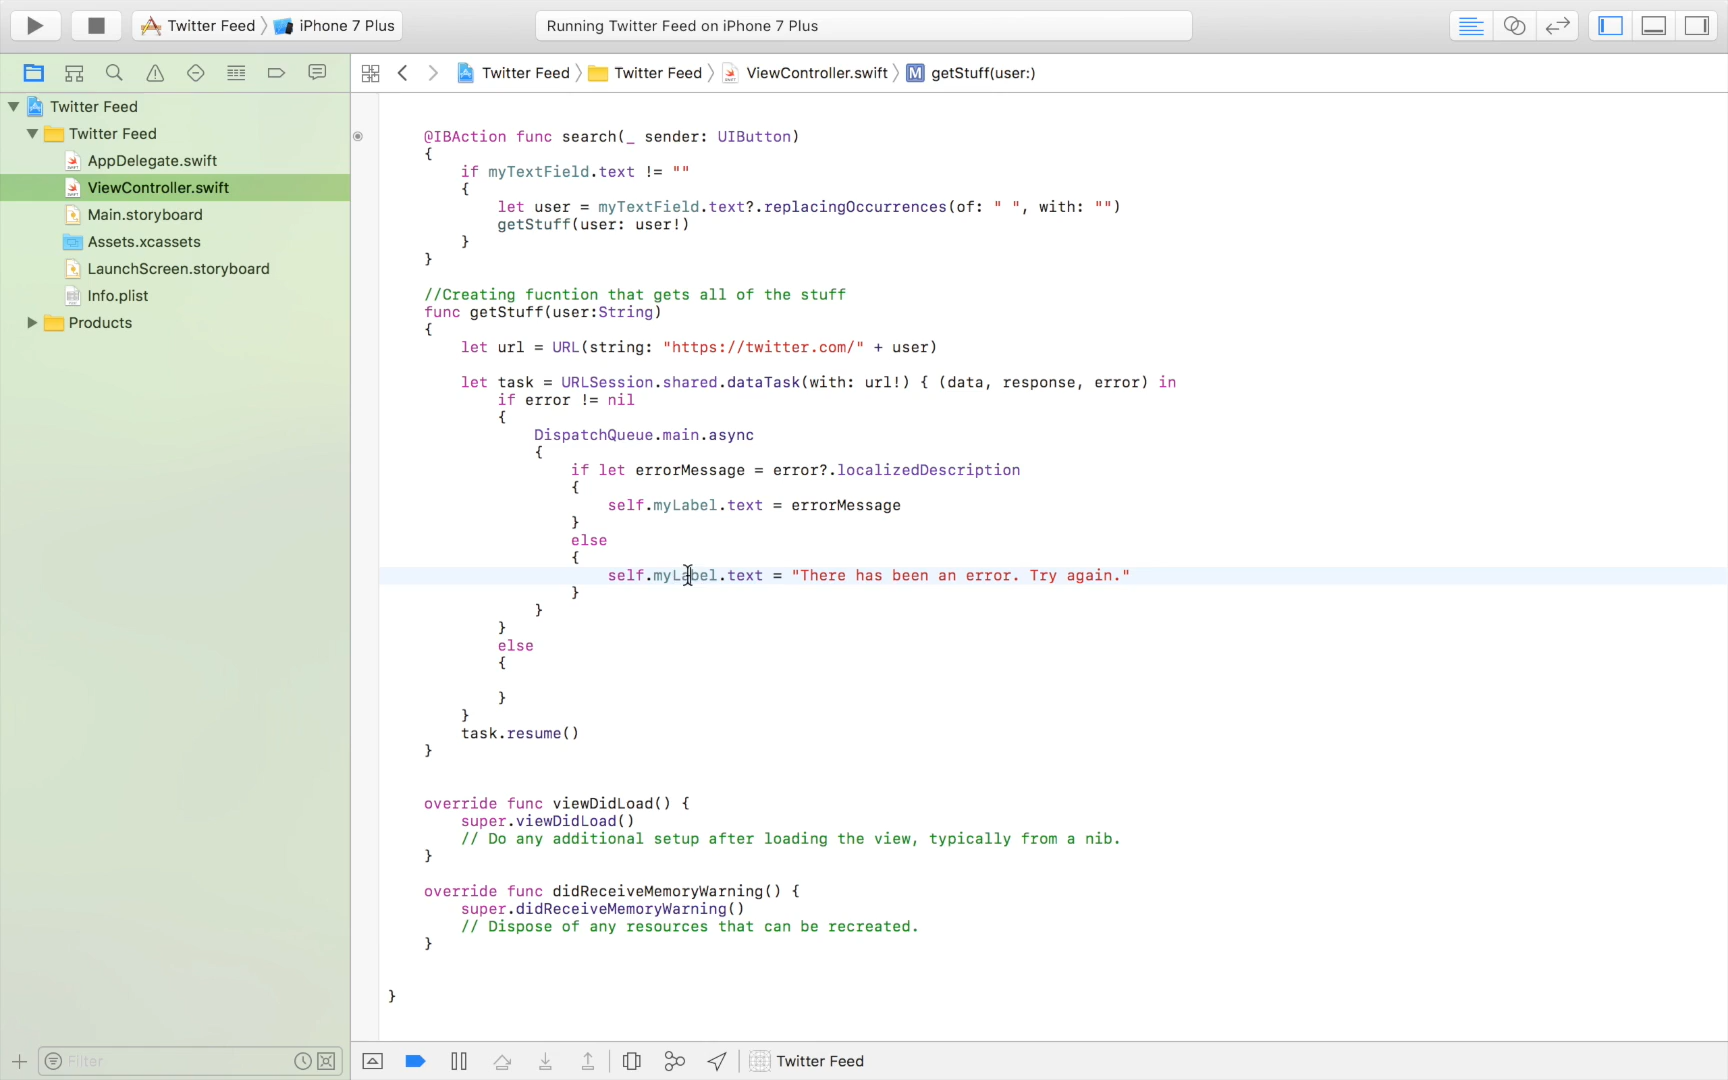 Twitter Feed 〉 iPhone 7 Plus
Running Twitter Feed on iPhone 7 Plus
Twitter Feed 〉 Twitter Feed 〉 ViewController.swift 〉 M getStuff(user:)
Twitter Feed
Twitter Feed
AppDelegate.swift
ViewController.swift
Main.storyboard
Assets.xcassets
LaunchScreen.storyboard
Info.plist
Products
@IBAction func search(_ sender: UIButton)
{
if myTextField.text != ""
{
let user = myTextField.text?.replacingOccurrences(of: " ", with: "")
getStuff(user: user!)
}
}
//Creating fucntion that gets all of the stuff
func getStuff(user:String)
{
let url = URL(string: "https://twitter.com/" + user)
let task = URLSession.shared.dataTask(with: url!) { (data, response, error) in
if error != nil
{
DispatchQueue.main.async
{
if let errorMessage = error?.localizedDescription
{
self.myLabel.text = errorMessage
}
else
{
self.myLabel.text = "There has been an error. Try again."
}
}
}
else
{
}
}
task.resume()
}
override func viewDidLoad() {
super.viewDidLoad()
// Do any additional setup after loading the view, typically from a nib.
}
override func didReceiveMemoryWarning() {
super.didReceiveMemoryWarning()
// Dispose of any resources that can be recreated.
}
}
Filter
Twitter Feed